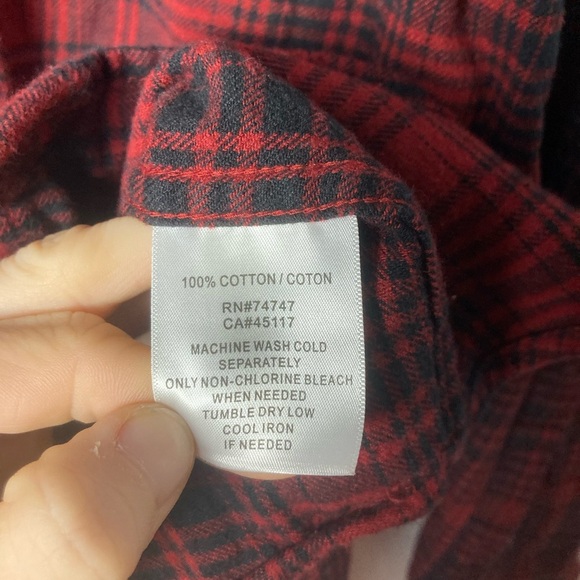 100% COTTON / COTON
RN#74747
CA#45117
MACHINE WASH COLD
SEPARATELY
ONLY NON-CHLORINE BLEACH
WHEN NEEDED
TUMBLE DRY LOW
COOL IRON
IF NEEDED